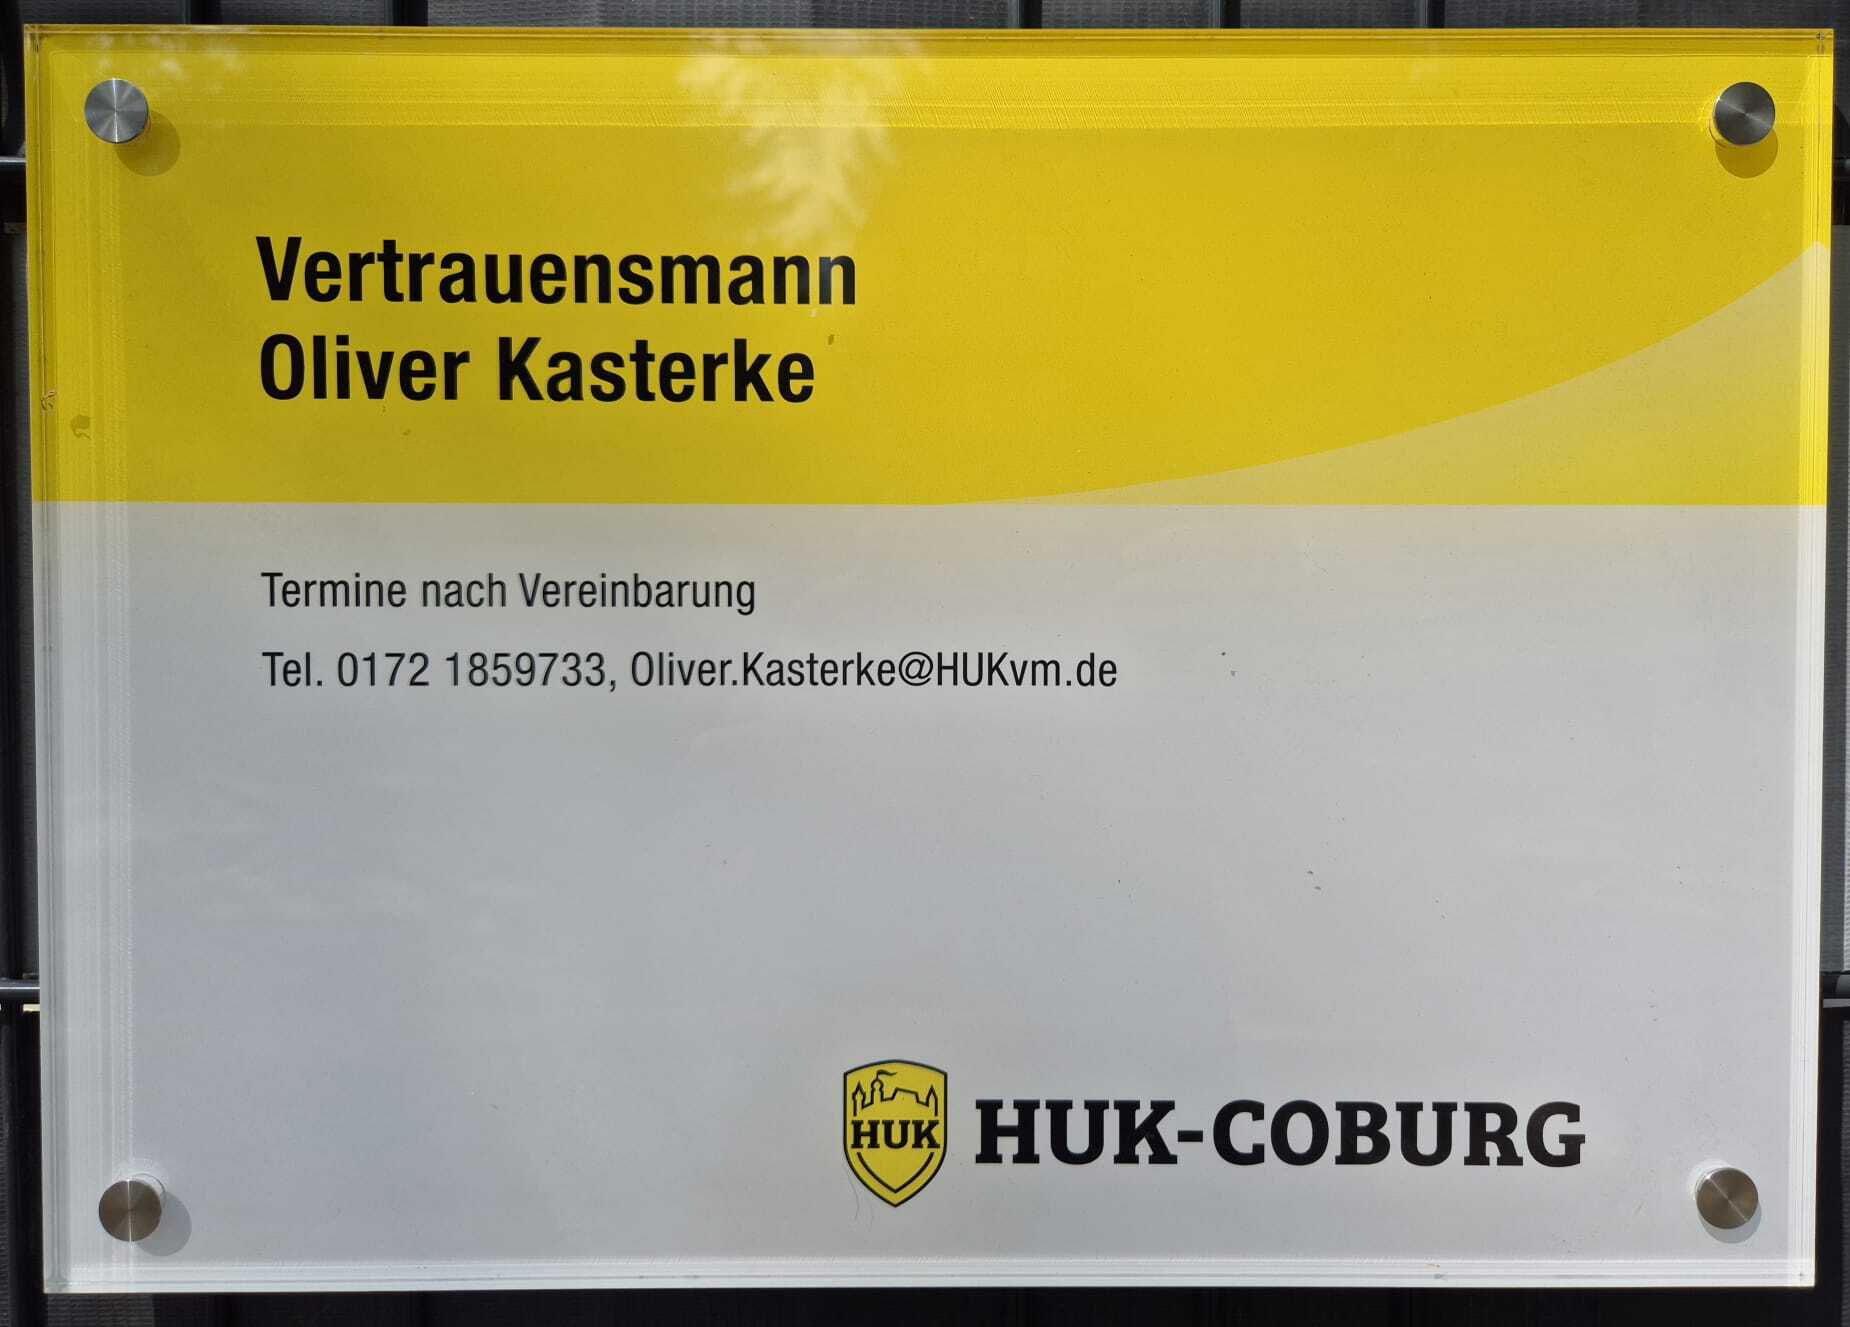 Vertrauensmann
Oliver Kasterke
Termine nach Vereinbarung
Tel. 0172 1859733, Oliver.Kasterke@HUKvm.de
HUK
HUK-COBURG